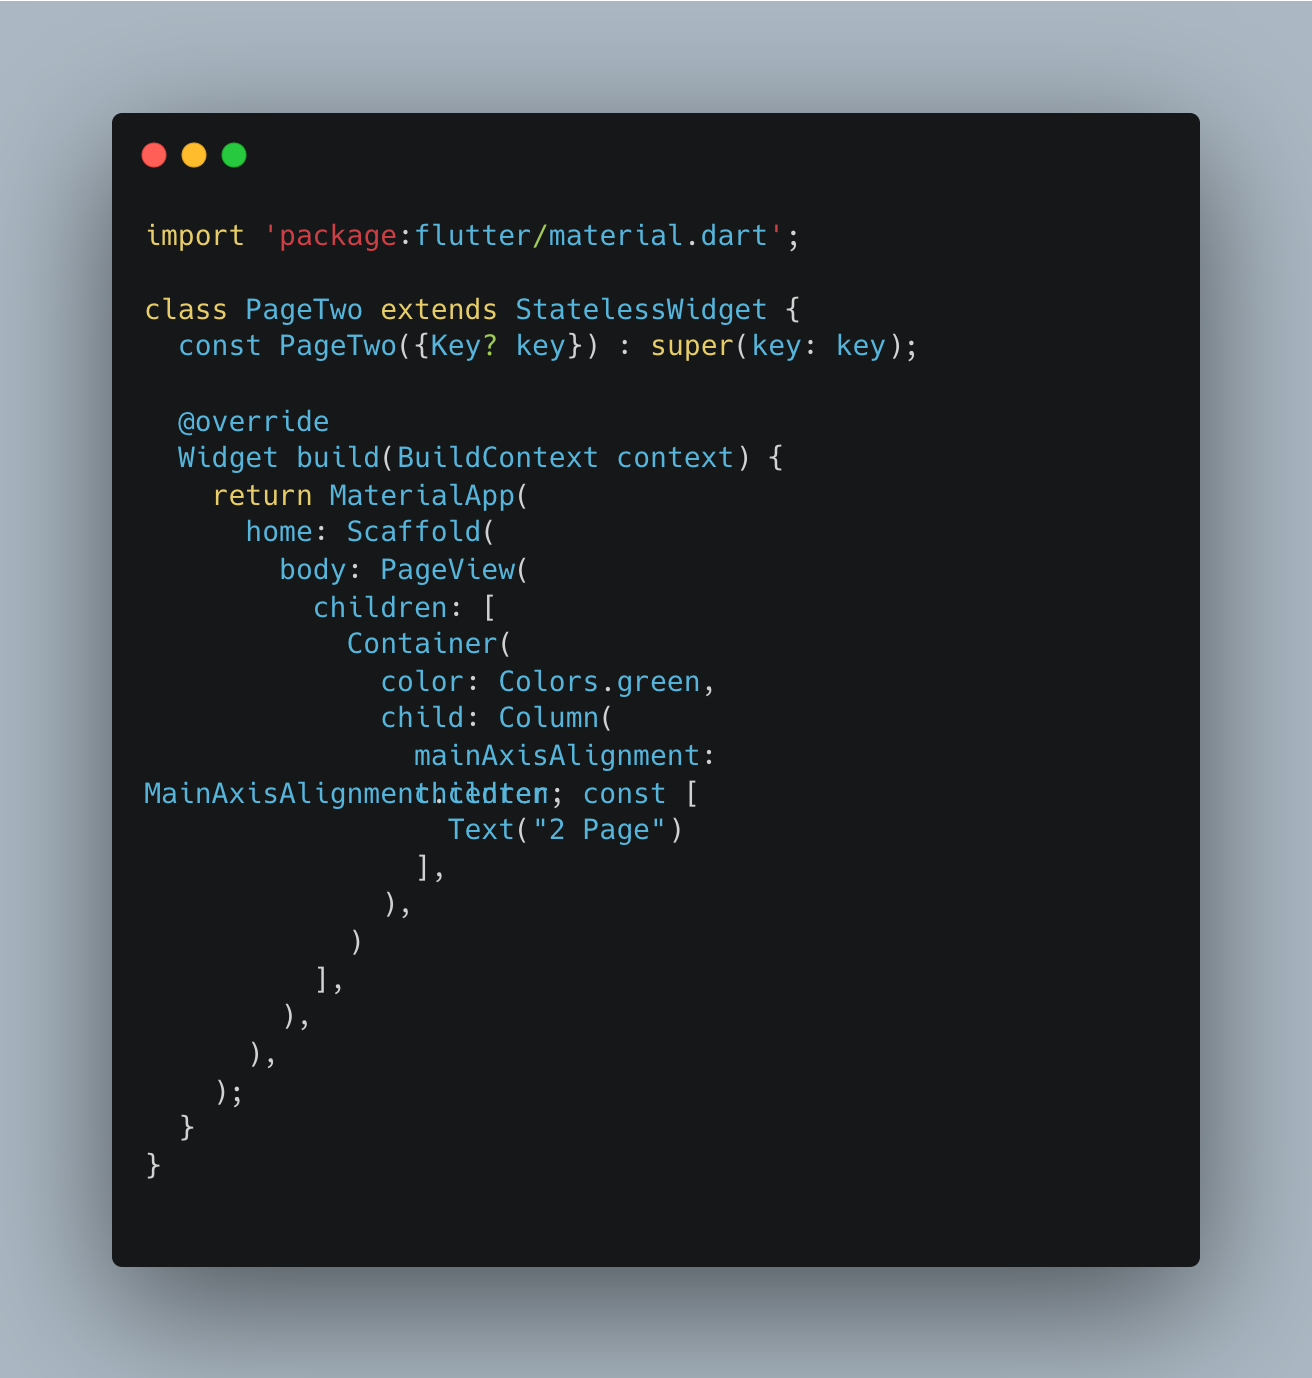 import 'package:flutter/material.dart';
class PageTwo extends StatelessWidget {
const PageTwo({Key? key}) : super(key: key);
@override
Widget build(BuildContext context) {
return MaterialApp(
home: Scaffold(
body: PageView(
children: [
Container(
color: Colors.green,
child: Column(
mainAxisAlignment:
MainAxisAlignment.center,
children: const [
Text("2 Page")
],
),
)
],
),
),
);
}
}